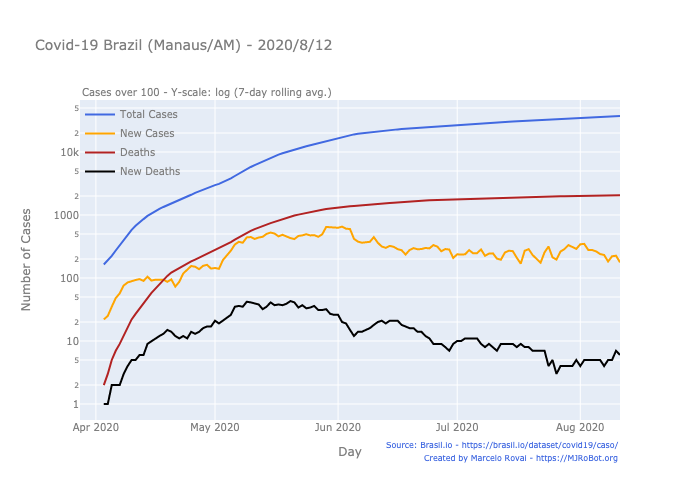 Covid-19 Brazil (Manaus/AM) - 2020/8/12
Cases over 100 - Y-scale: log (7-day rolling avg.)
Total Cases
New Cases
Deaths
New Deaths
5
2
10k
5
2
1000
5
2
100
5
2
10
5
2
1
Number of Cases
Apr 2020 May 2020 Jun 2020 Jul 2020 Aug 2020
Day
Source: Brasil.io - https://brasil.io/dataset/covid19/caso/
Created by Marcelo Rovai - https://MJRoBot.org